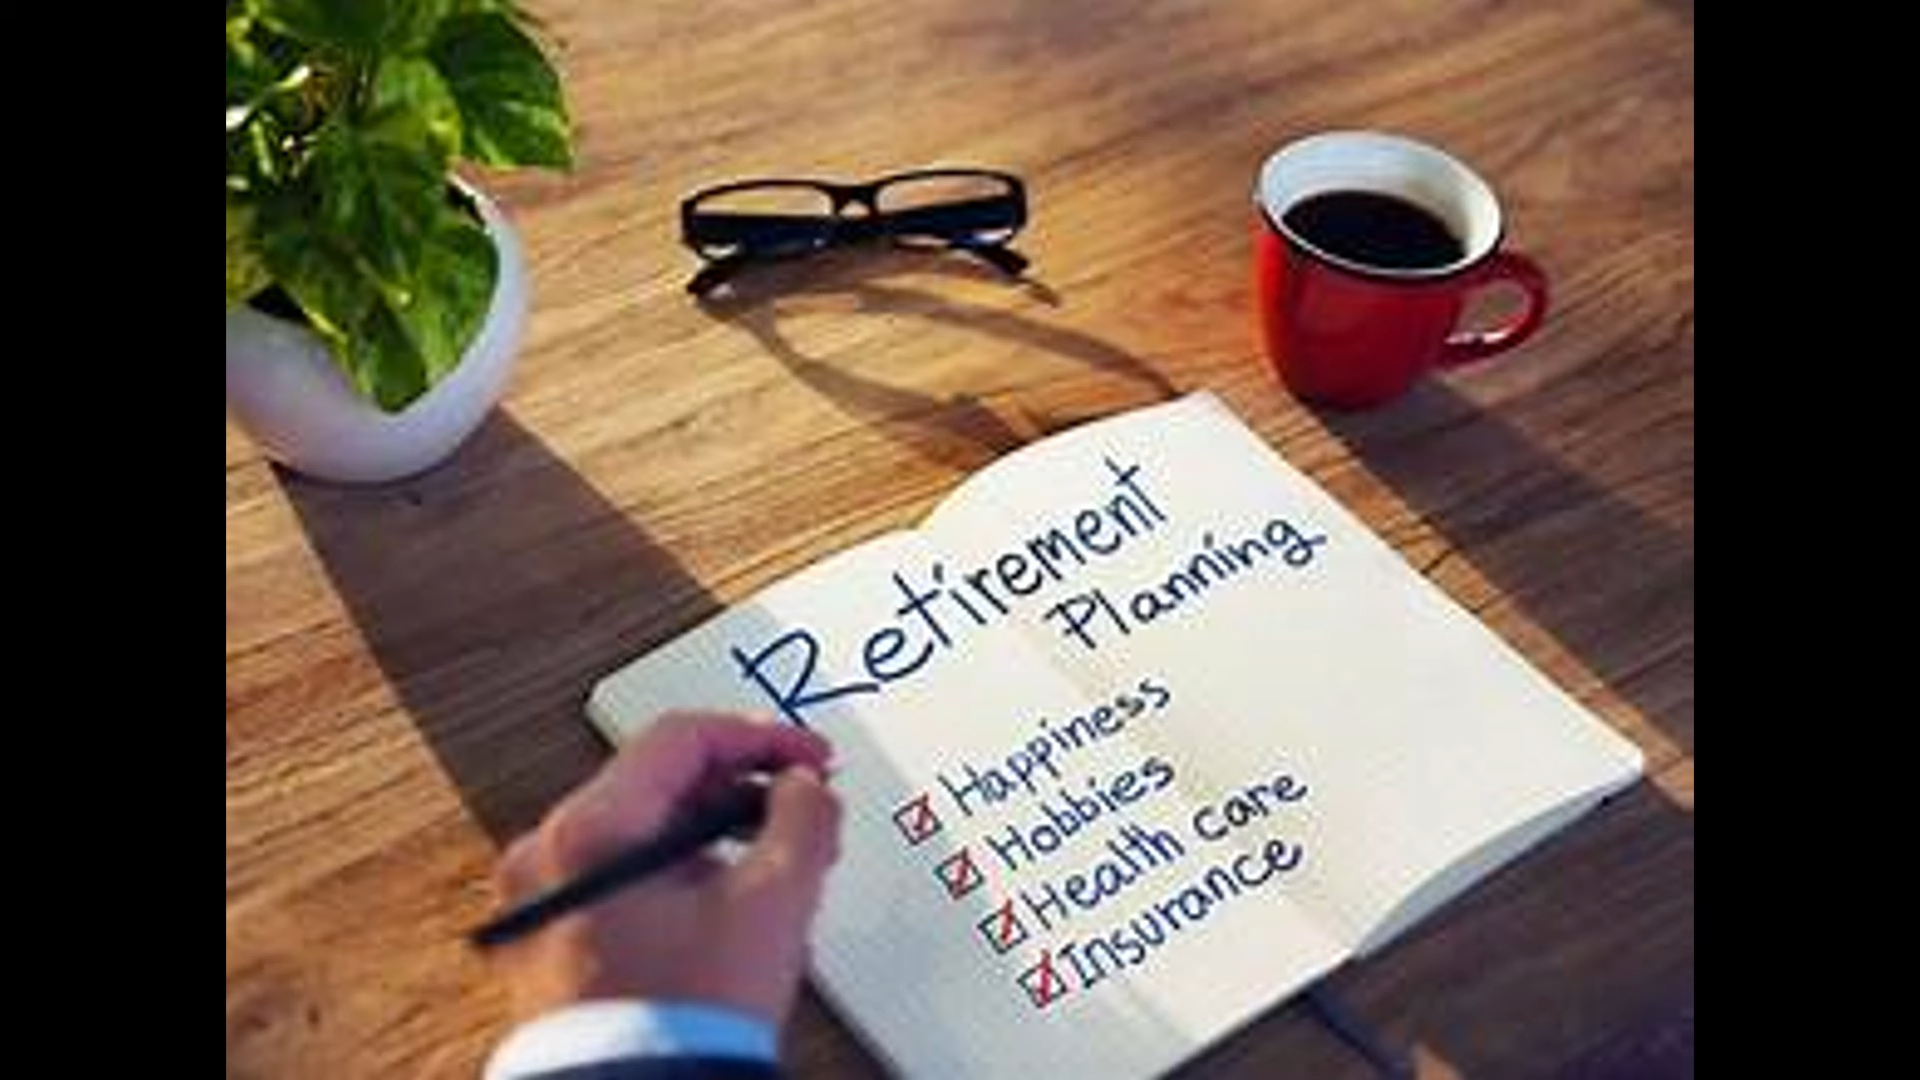 Retirement
Planning
Happiness
Hobbies
Health care
Insurance